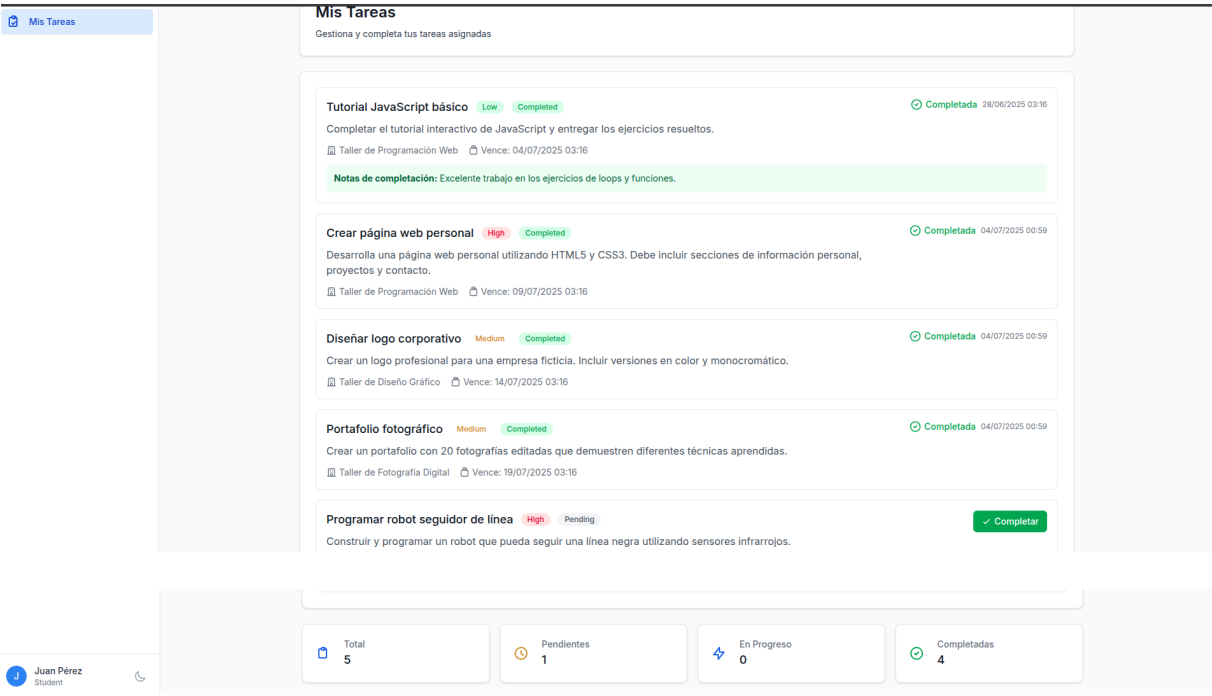 Mis Tareas
Mis Tareas
Gestiona y completa tus tareas asignadas
Tutorial JavaScript básico Low Completed Completada 28/06/2025 03:16
Completar el tutorial interactivo de JavaScript y entregar los ejercicios resueltos.
Taller de Programación Web Vence: 04/07/2025 03:16
Notas de completación: Excelente trabajo en los ejercicios de loops y funciones.
Crear página web personal High Completed Completada 04/07/2025 00:59
Desarrolla una página web personal utilizando HTML5 y CSS3. Debe incluir secciones de información personal,
proyectos y contacto.
Taller de Programación Web Vence: 09/07/2025 03:16
Diseñar logo corporativo Medium Completed Completada 04/07/2025 00:59
Crear un logo profesional para una empresa ficticia. Incluir versiones en color y monocromático.
Taller de Diseño Gráfico Vence: 14/07/2025 03:16
Portafolio fotográfico Medium Completed Completada 04/07/2025 00:59
Crear un portafolio con 20 fotografías editadas que demuestren diferentes técnicas aprendidas.
Taller de Fotografía Digital Vence: 19/07/2025 03:16
Programar robot seguidor de línea High Pending Completar
Construir y programar un robot que pueda seguir una línea negra utilizando sensores infrarrojos.
Total
5
Pendientes
1
En Progreso
0
Completadas
4
J
Juan Pérez
Student